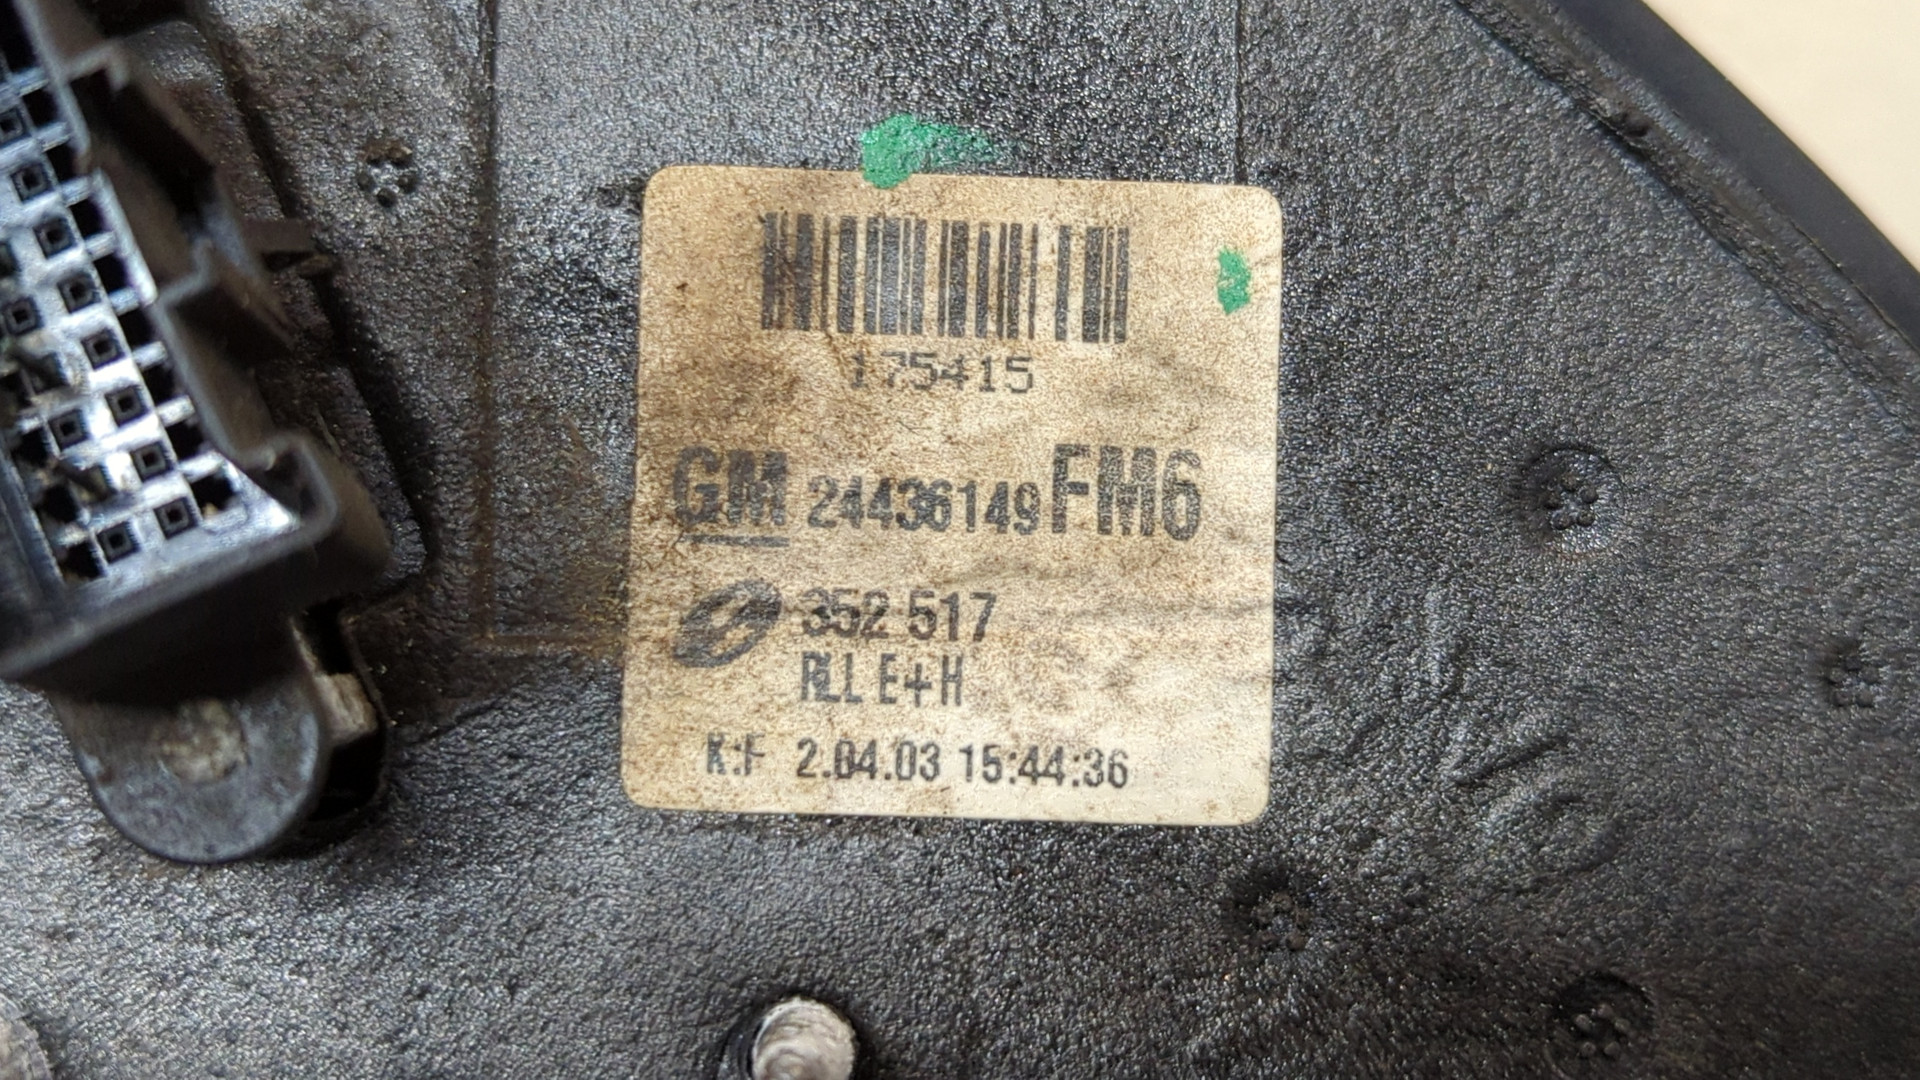 175415
GM 24436149 FM6
352 517
RLL E+H
K:F 2.04.03 15:44:36